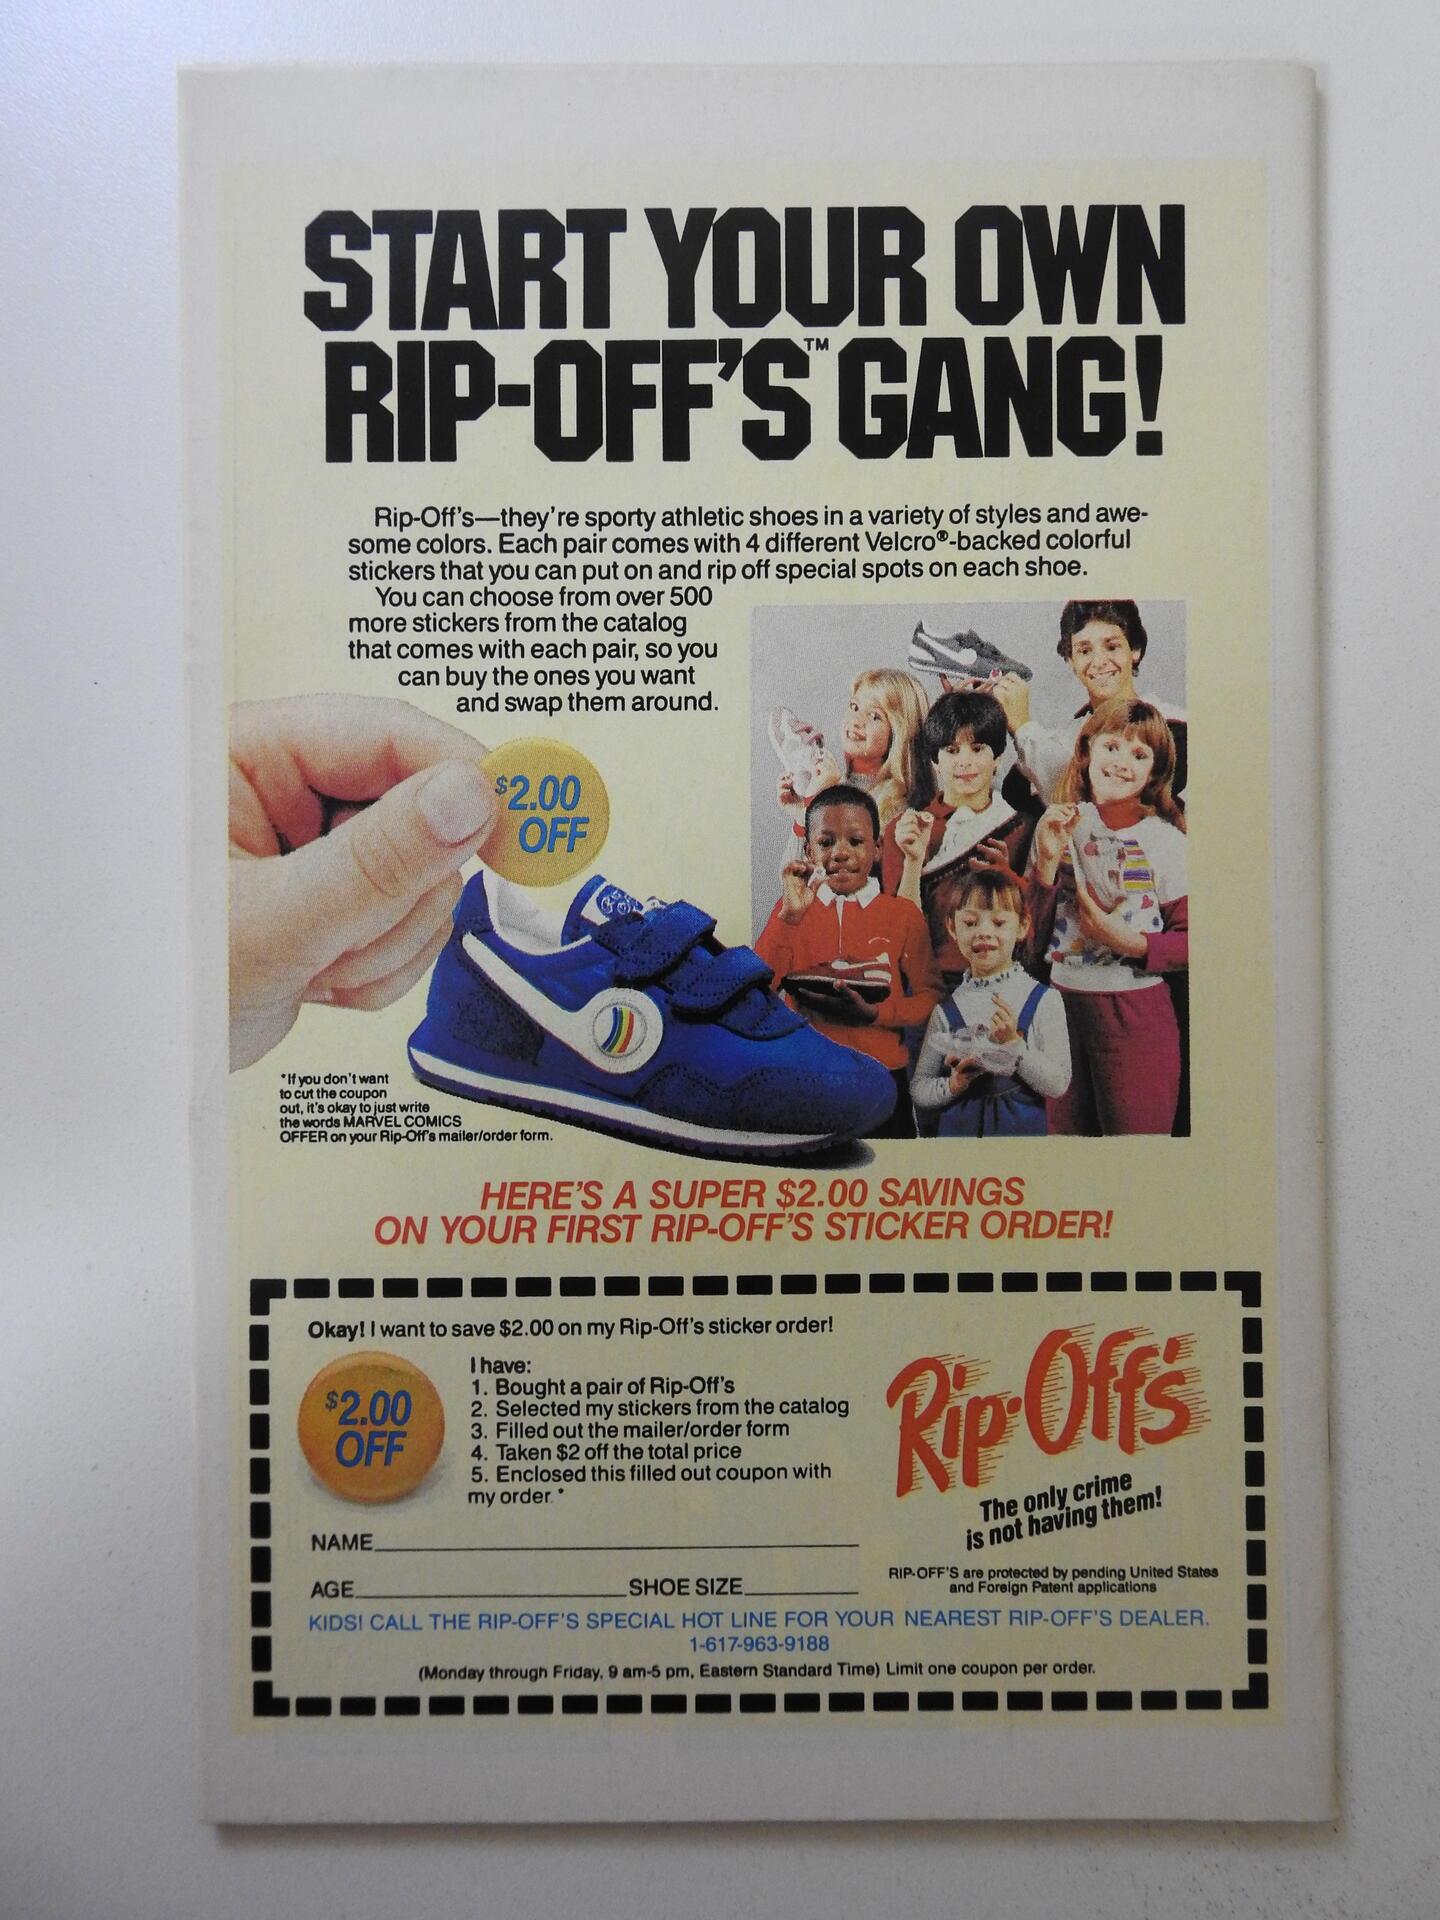 START YOUR OWN
RIP-OFF'S™ GANG!
Rip-Off's—they're sporty athletic shoes in a variety of styles and awe-
some colors. Each pair comes with 4 different Velcro®-backed colorful
stickers that you can put on and rip off special spots on each shoe.
You can choose from over 500
more stickers from the catalog
that comes with each pair, so you
can buy the ones you want
and swap them around.
$2.00
OFF
*If you don't want
to cut the coupon
out, it's okay to just write
the words MARVEL COMICS
OFFER on your Rip-Off's mailer/order form.
HERE'S A SUPER $2.00 SAVINGS
ON YOUR FIRST RIP-OFF'S STICKER ORDER!
Okay! I want to save $2.00 on my Rip-Off's sticker order!
$2.00
OFF
I have:
1. Bought a pair of Rip-Off's
2. Selected my stickers from the catalog
3. Filled out the mailer/order form
4. Taken $2 off the total price
5. Enclosed this filled out coupon with
my order.*
Rip-Off's
The only crime
is not having them!
NAME
RIP-OFF'S are protected by pending United States
and Foreign Patent applications
AGE SHOE SIZE
KIDS! CALL THE RIP-OFF'S SPECIAL HOT LINE FOR YOUR NEAREST RIP-OFF'S DEALER.
1-617-963-9188
(Monday through Friday, 9 am-5 pm, Eastern Standard Time) Limit one coupon per order.